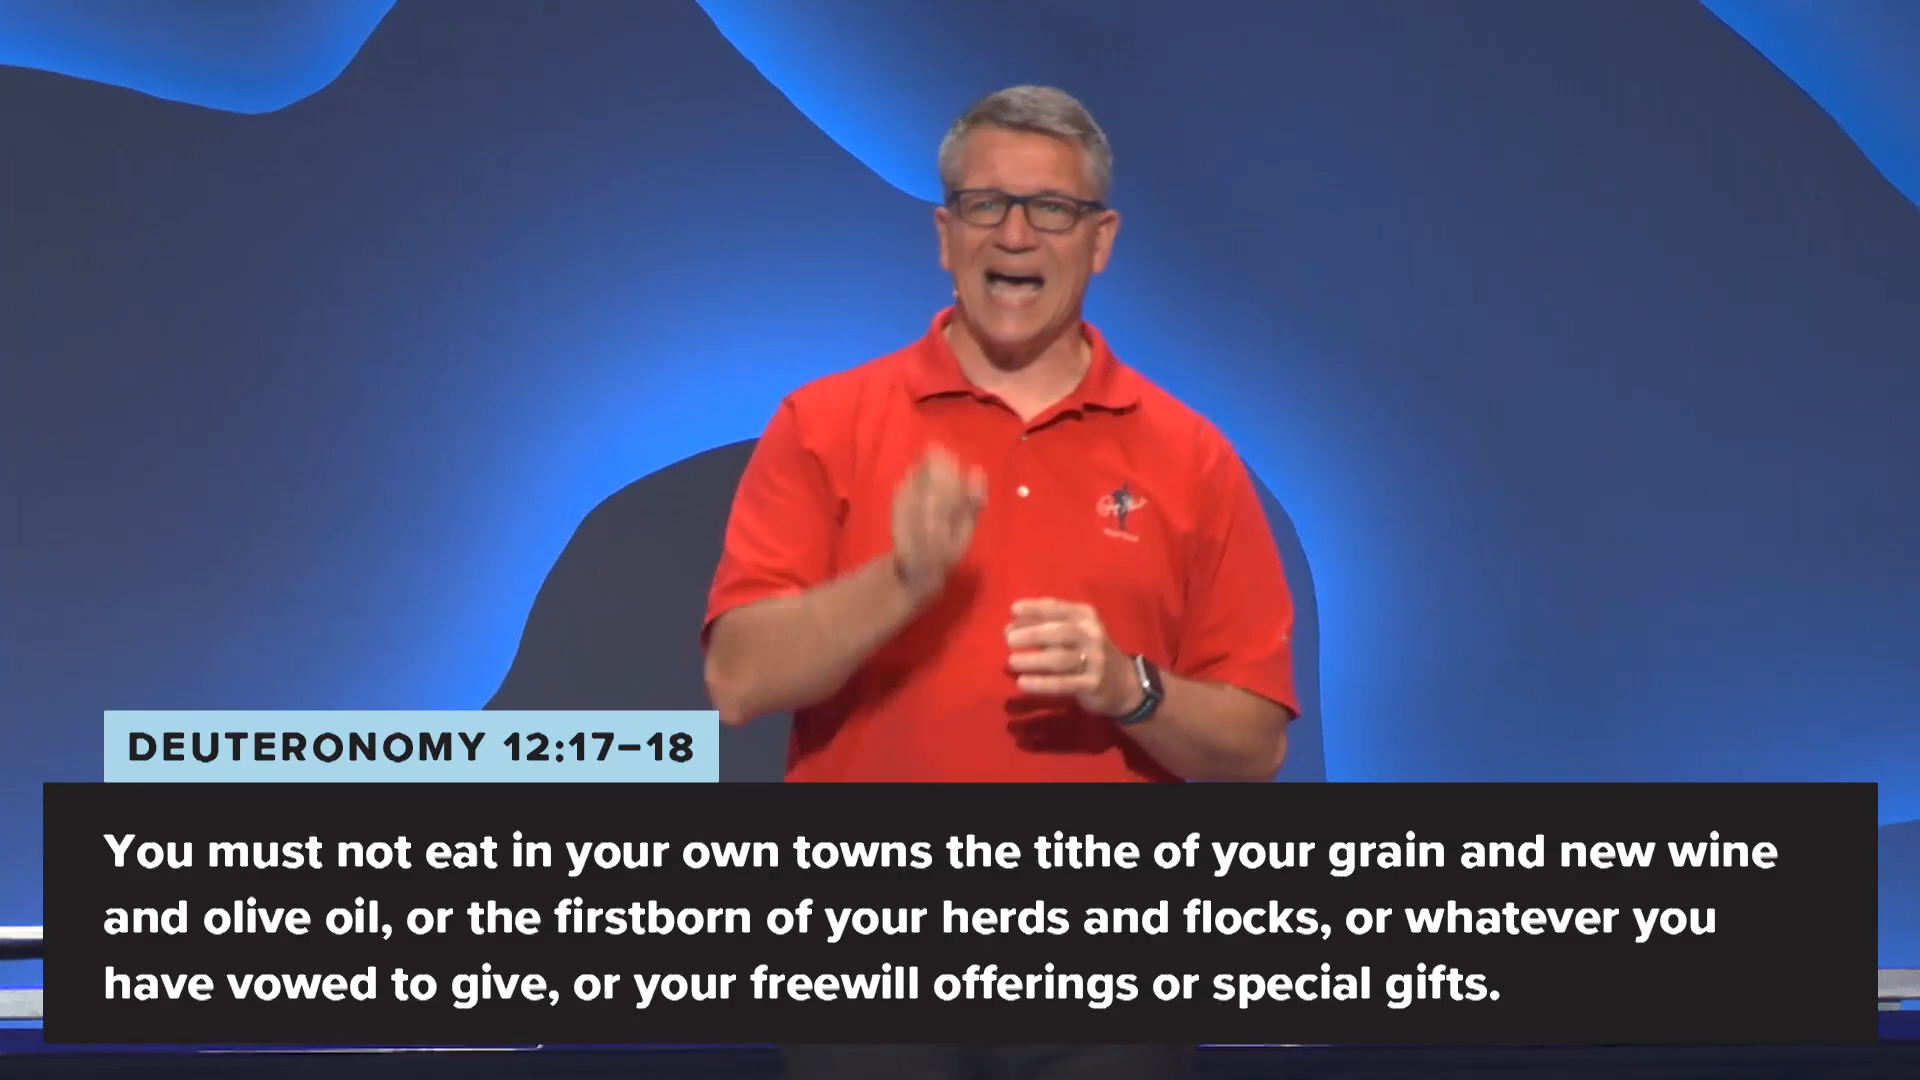 DEUTERONOMY 12:17–18
You must not eat in your own towns the tithe of your grain and new wine
and olive oil, or the firstborn of your herds and flocks, or whatever you
have vowed to give, or your freewill offerings or special gifts.